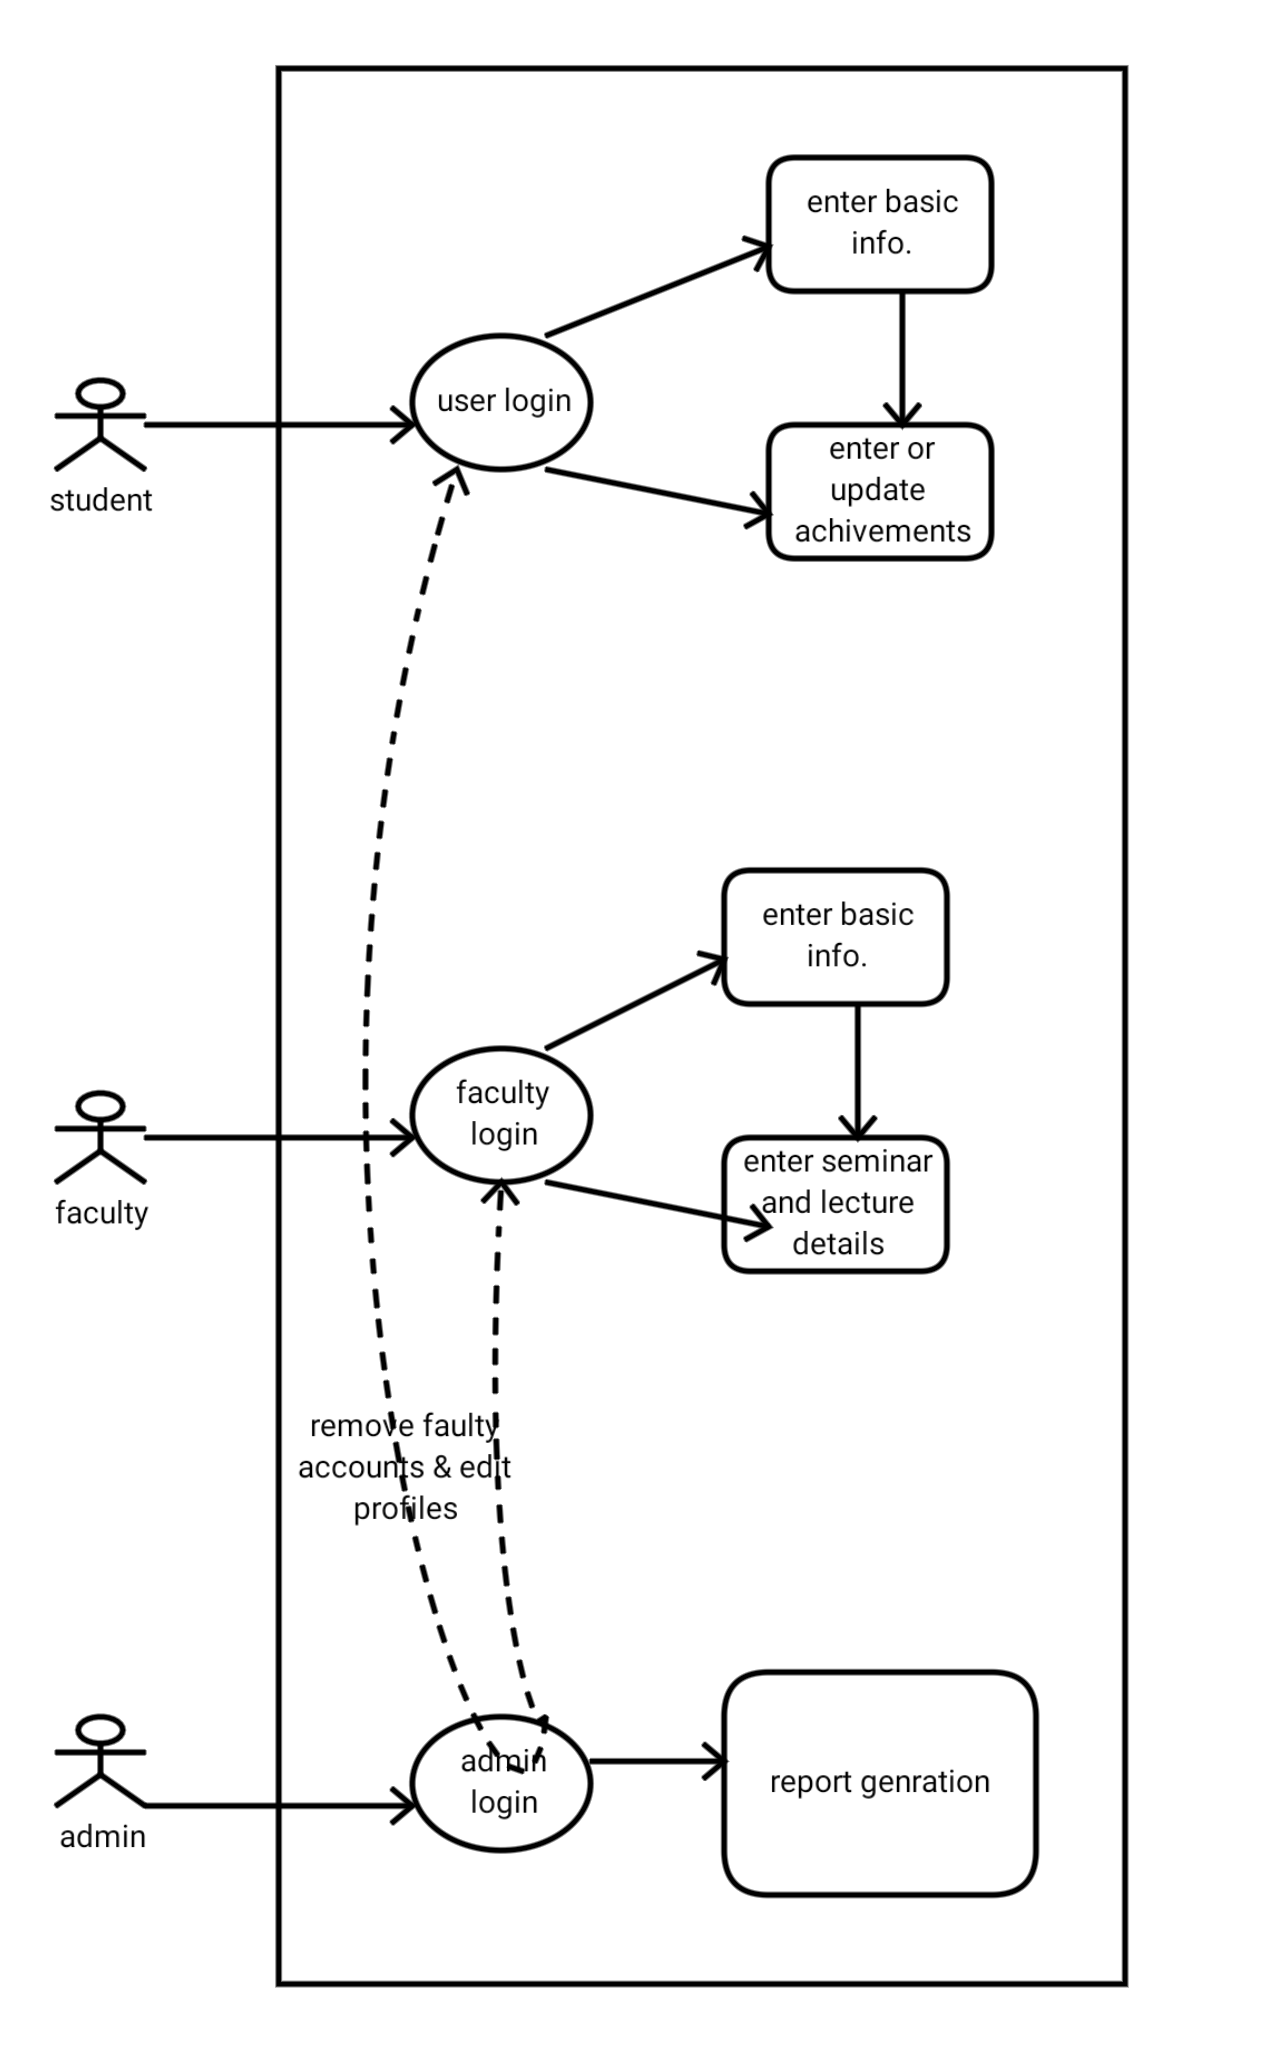 enter basic
info.
user login
student
enter or
update
achivements
enter basic
info.
faculty
login
faculty
enter seminar
and lecture
details
remove faulty
accounts & edit
profiles
admin
login
report genration
admin